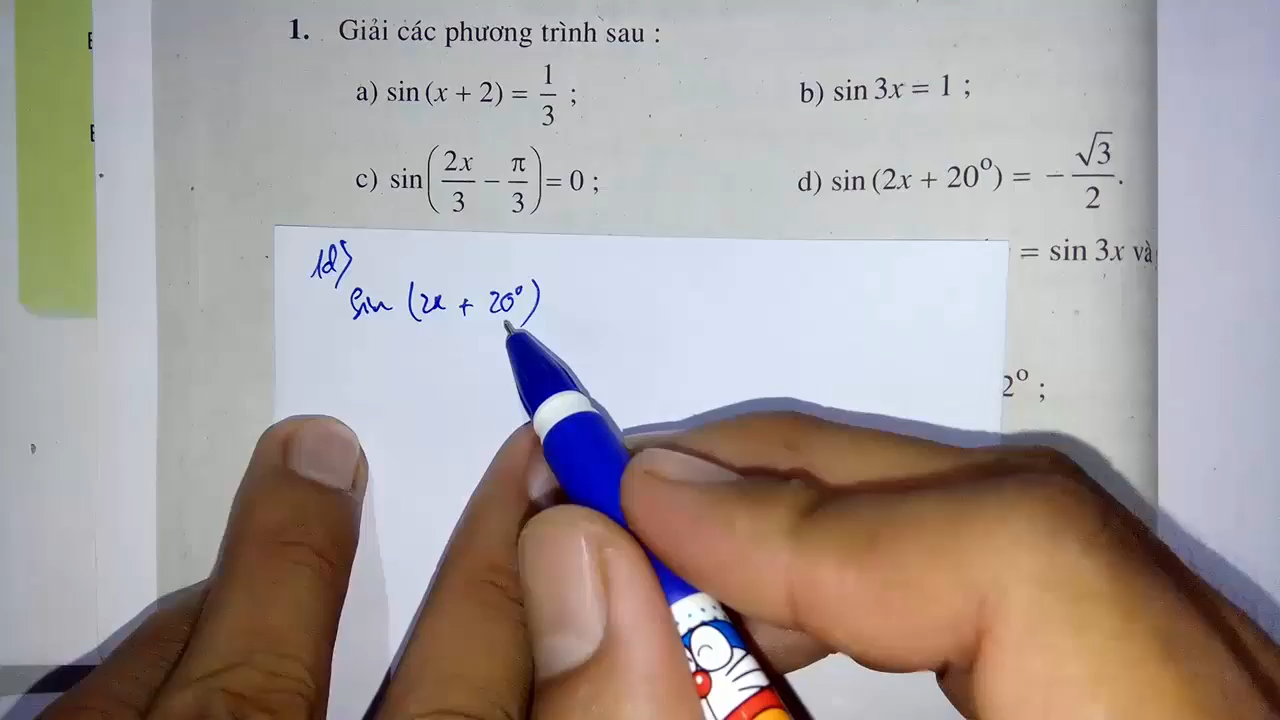 1. Giải các phương trình sau :
a) sin (x + 2) = 1/3 ;
b) sin 3x = 1 ;
c) sin(2x/3 − π/3) = 0 ;
d) sin (2x + 20°) = −√3/2.
= sin 3x và
1d)
sin (2x + 20°)
2° ;